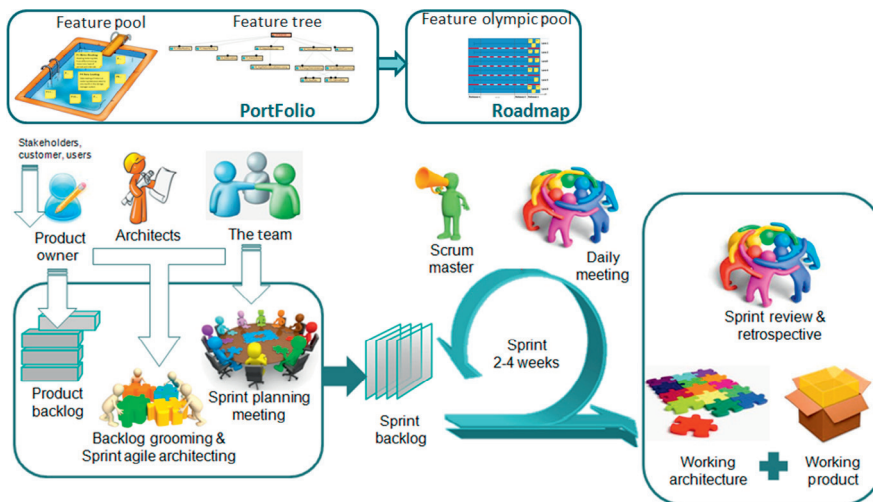 Feature pool
Feature tree
PortFolio
Feature olympic pool
Roadmap
Stakeholders,
customer, users
Product
owner
Architects
The team
Scrum
master
Daily
meeting
Product
backlog
Backlog grooming &
Sprint agile architecting
Sprint planning
meeting
Sprint
backlog
Sprint
2-4 weeks
Sprint review &
retrospective
Working
architecture
Working
product